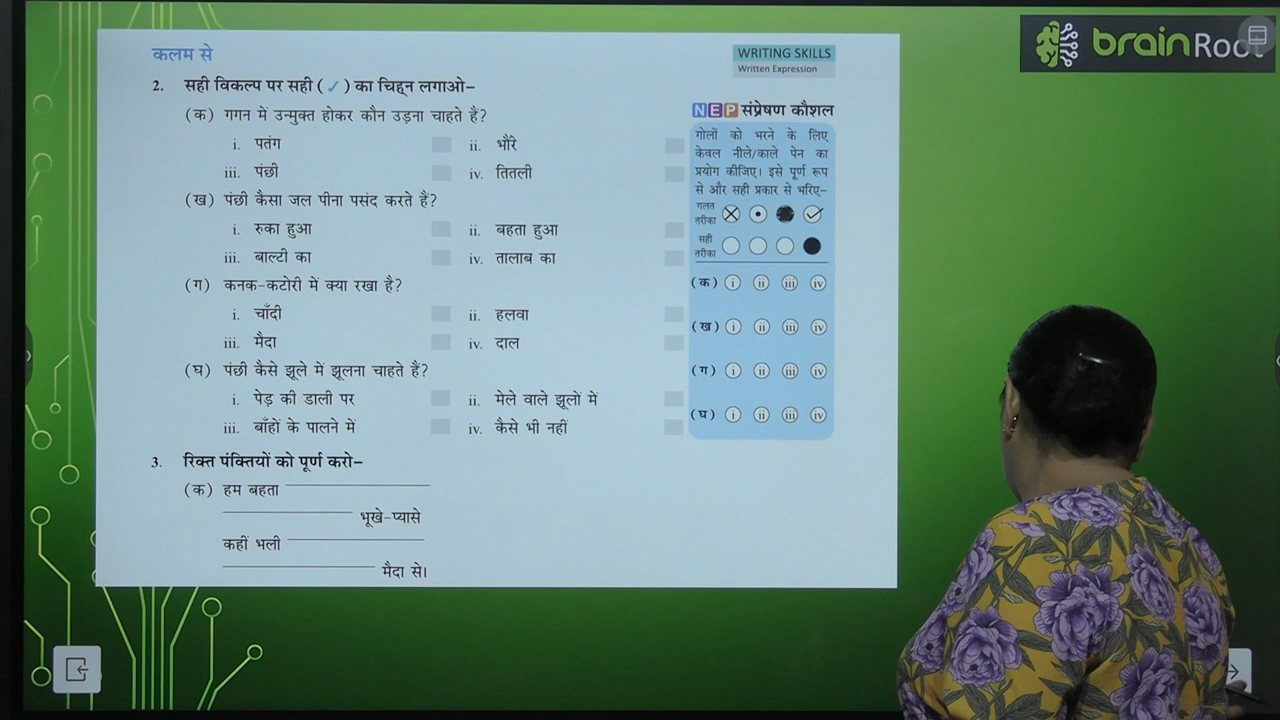 कलम से
WRITING SKILLS
Written Expression
2. सही विकल्प पर सही (✓) का चिह्न लगाओ–
(क) गगन में उन्मुक्त होकर कौन उड़ना चाहते हैं?
i. पतंग ii. भौंरे
iii. पंछी iv. तितली
(ख) पंछी कैसा जल पीना पसंद करते हैं?
i. रुका हुआ ii. बहता हुआ
iii. बाल्टी का iv. तालाब का
(ग) कनक-कटोरी में क्या रखा है?
i. चाँदी ii. हलवा
iii. मैदा iv. दाल
(घ) पंछी कैसे झूले में झूलना चाहते हैं?
i. पेड़ की डाली पर ii. मेले वाले झूलों में
iii. बाँहों के पालने में iv. कैसे भी नहीं
3. रिक्त पंक्तियों को पूर्ण करो–
(क) हम बहता
भूखे-प्यासे
कहीं भली
मैदा से।
NEP संप्रेषण कौशल
गोलों को भरने के लिए
केवल नीले/काले पेन का
प्रयोग कीजिए। इसे पूर्ण रूप
से और सही प्रकार से भरिए–
गलत
तरीका
सही
तरीका
(क) i ii iii iv
(ख) i ii iii iv
(ग) i ii iii iv
(घ) i ii iii iv
brainRoot